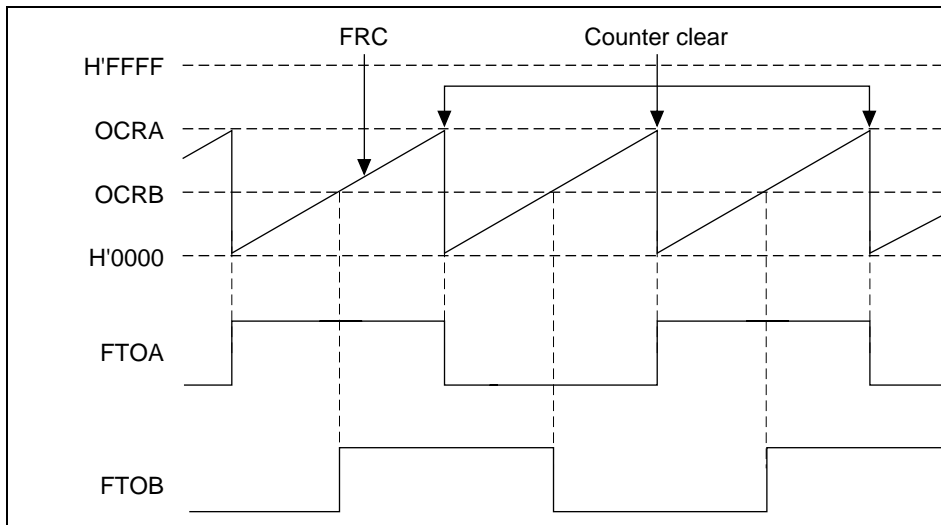 FRC
Counter clear
H'FFFF
OCRA
OCRB
H'0000
FTOA
FTOB